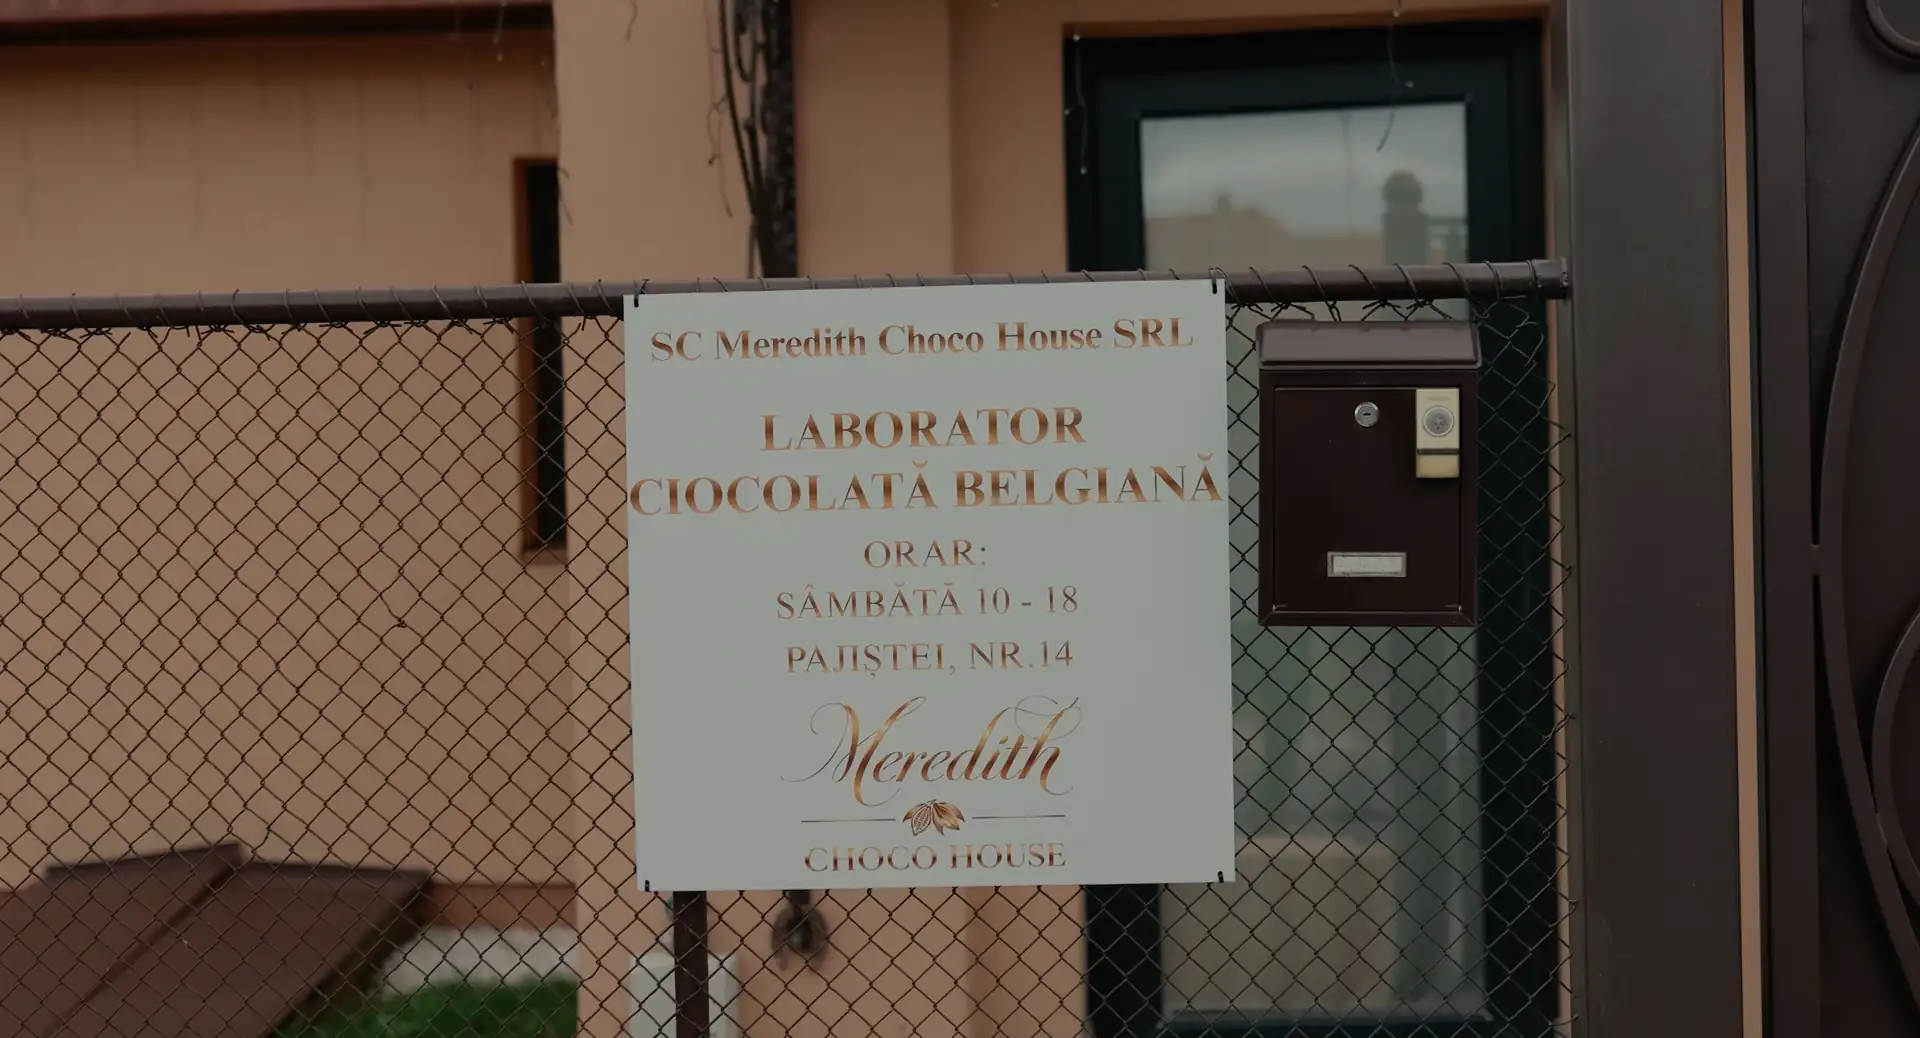 SC Meredith Choco House SRL
LABORATOR
CIOCOLATĂ BELGIANĂ
ORAR:
SÂMBĂTĂ 10 - 18
PAJIȘTEI, NR.14
Meredith
CHOCO HOUSE